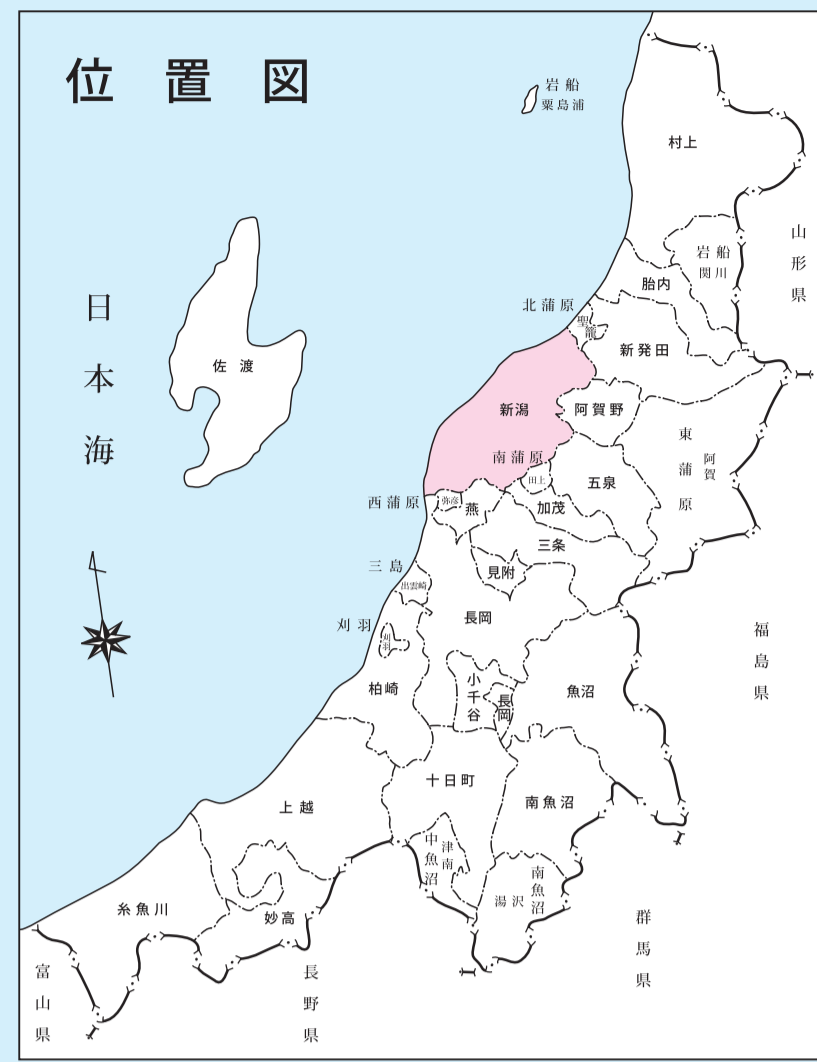 位置図
岩船
粟島浦
村上
山形県
岩船
関川
胎内
北蒲原
聖籠
日本海
佐渡
新発田
新潟
阿賀野
東蒲原
阿賀
南蒲原
田上
五泉
西蒲原
弥彦
燕
加茂
三条
三島
出雲崎
見附
長岡
刈羽
刈羽
福島県
柏崎
小千谷
長岡
魚沼
十日町
南魚沼
上越
中魚沼
津南
南魚沼
湯沢
糸魚川
妙高
群馬県
富山県
長野県